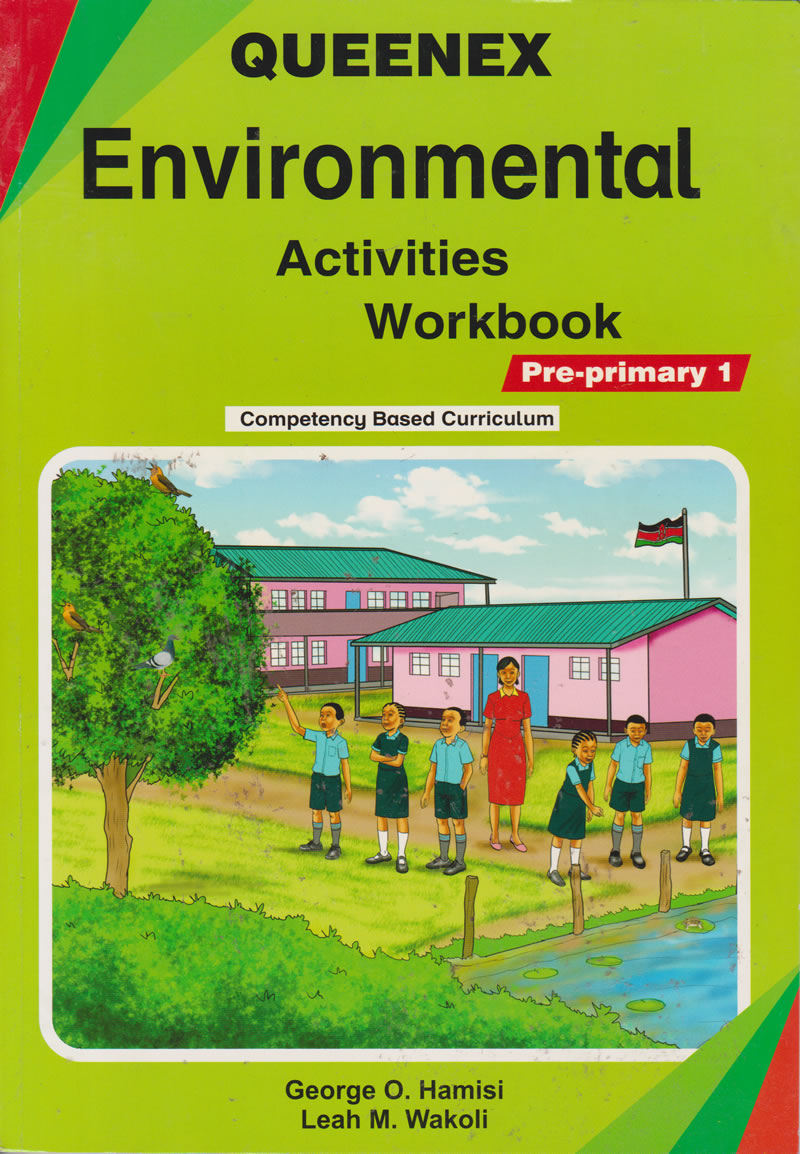 QUEENEX
Environmental
Activities
Workbook
Pre-primary 1
Competency Based Curriculum
George O. Hamisi
Leah M. Wakoli